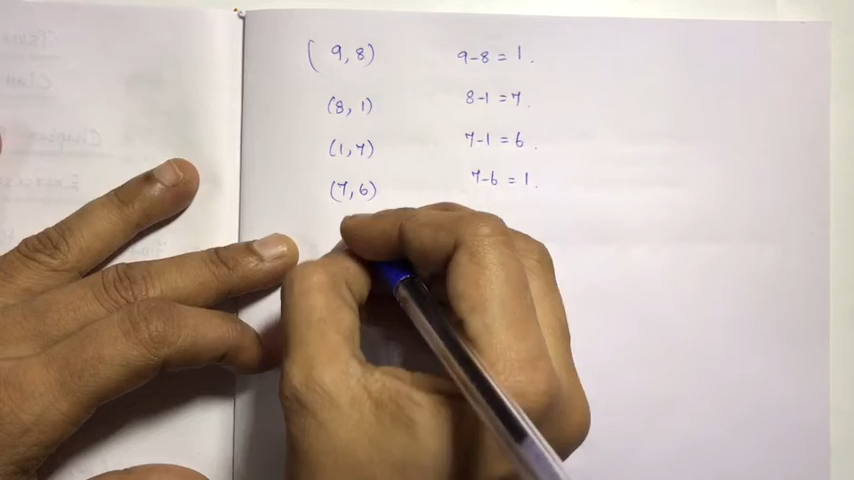 (9,8) 9-8 = 1.
(8, 1) 8-1 = 7.
(1,7) 7-1 = 6.
(7,6) 7-6 = 1.